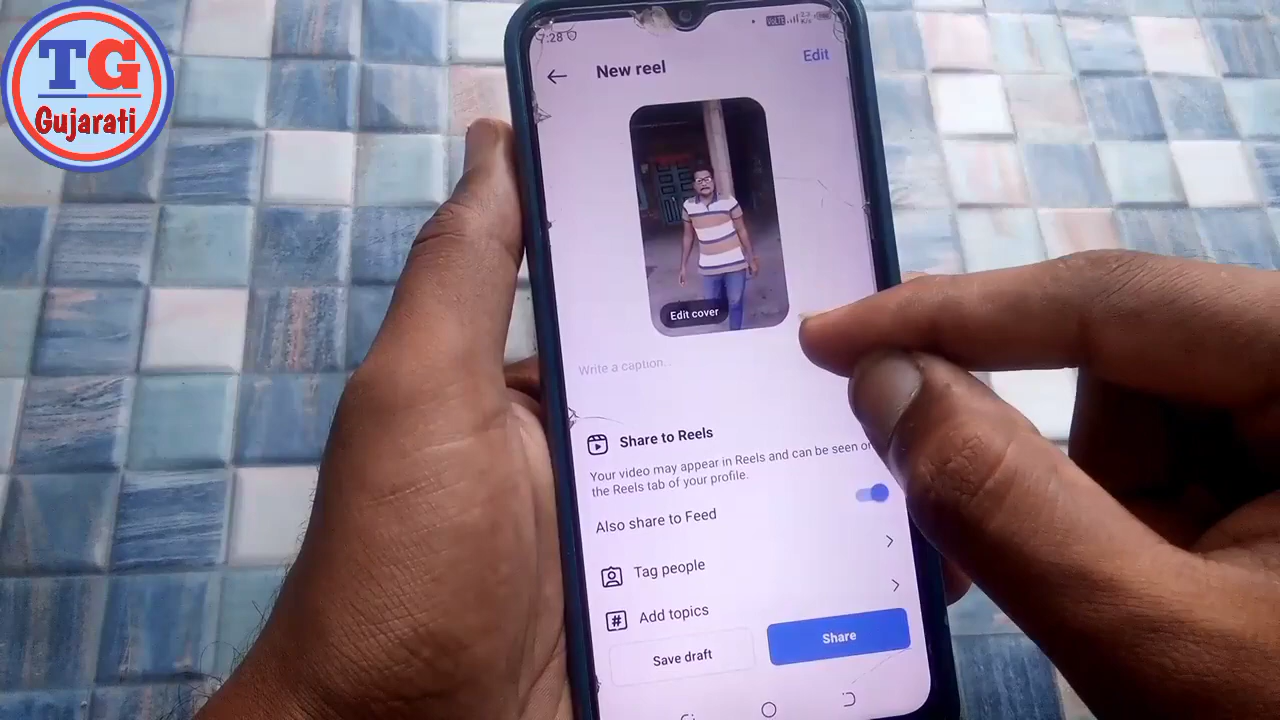 TG
Gujarati
7:28
VoLTE
New reel
Edit
Edit cover
Write a caption..
Share to Reels
Your video may appear in Reels and can be seen on
the Reels tab of your profile.
Also share to Feed
Tag people
Add topics
Save draft
Share